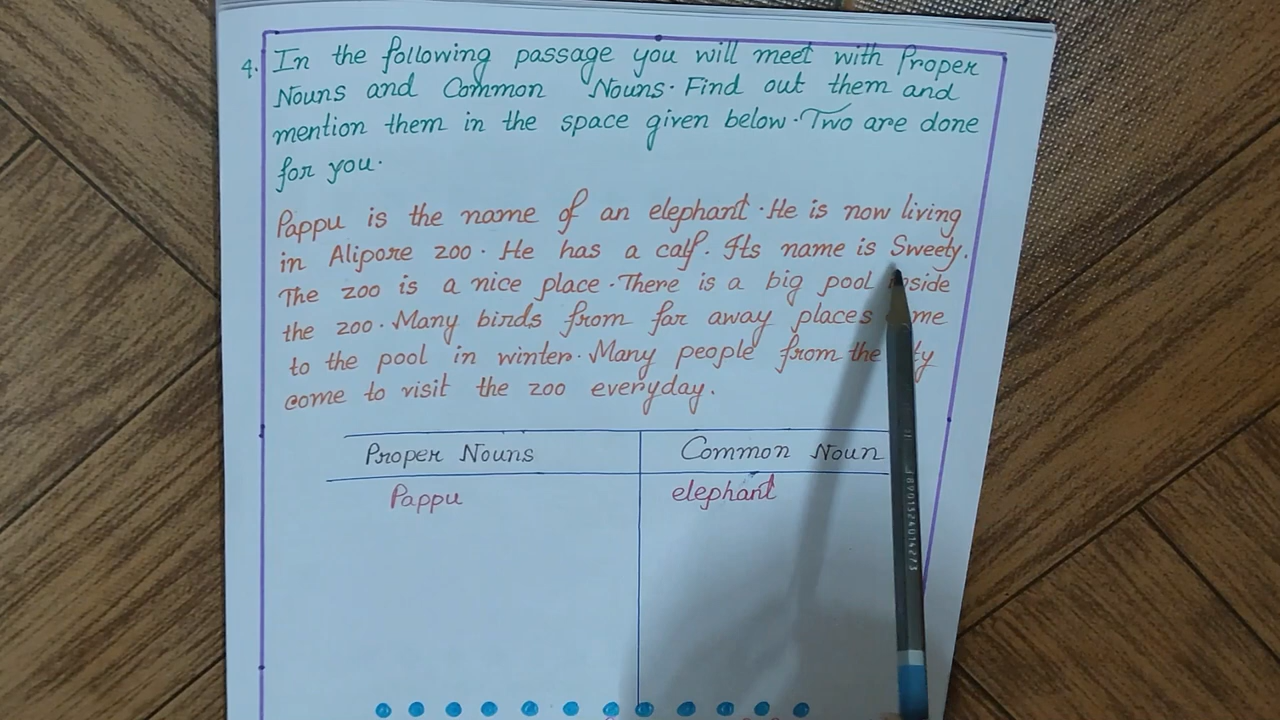 4. In the following passage you will meet with Proper
Nouns and Common Nouns. Find out them and
mention them in the space given below. Two are done
for you.
Pappu is the name of an elephant. He is now living
in Alipore zoo. He has a calf. Its name is Sweety.
The zoo is a nice place. There is a big pool inside
the zoo. Many birds from far away places come
to the pool in winter. Many people from the city
come to visit the zoo everyday.
Proper Nouns Common Noun
Pappu elephant